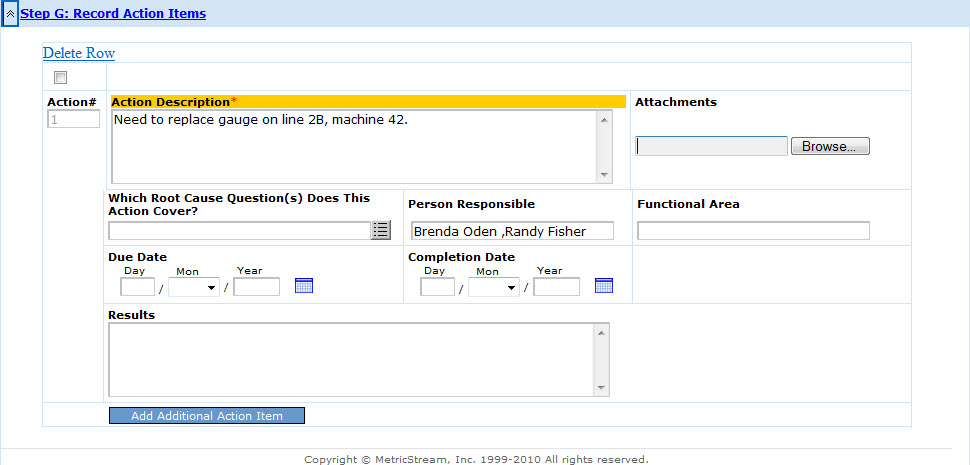 Step G: Record Action Items
Delete Row
Action# Action Description* Attachments
1 Need to replace gauge on line 2B, machine 42.
Browse...
Which Root Cause Question(s) Does This
Action Cover?
Person Responsible
Functional Area
Brenda Oden ,Randy Fisher
Due Date Completion Date
Day Mon Year Day Mon Year
/ / / /
Results
Add Additional Action Item
Copyright © MetricStream, Inc. 1999-2010 All rights reserved.